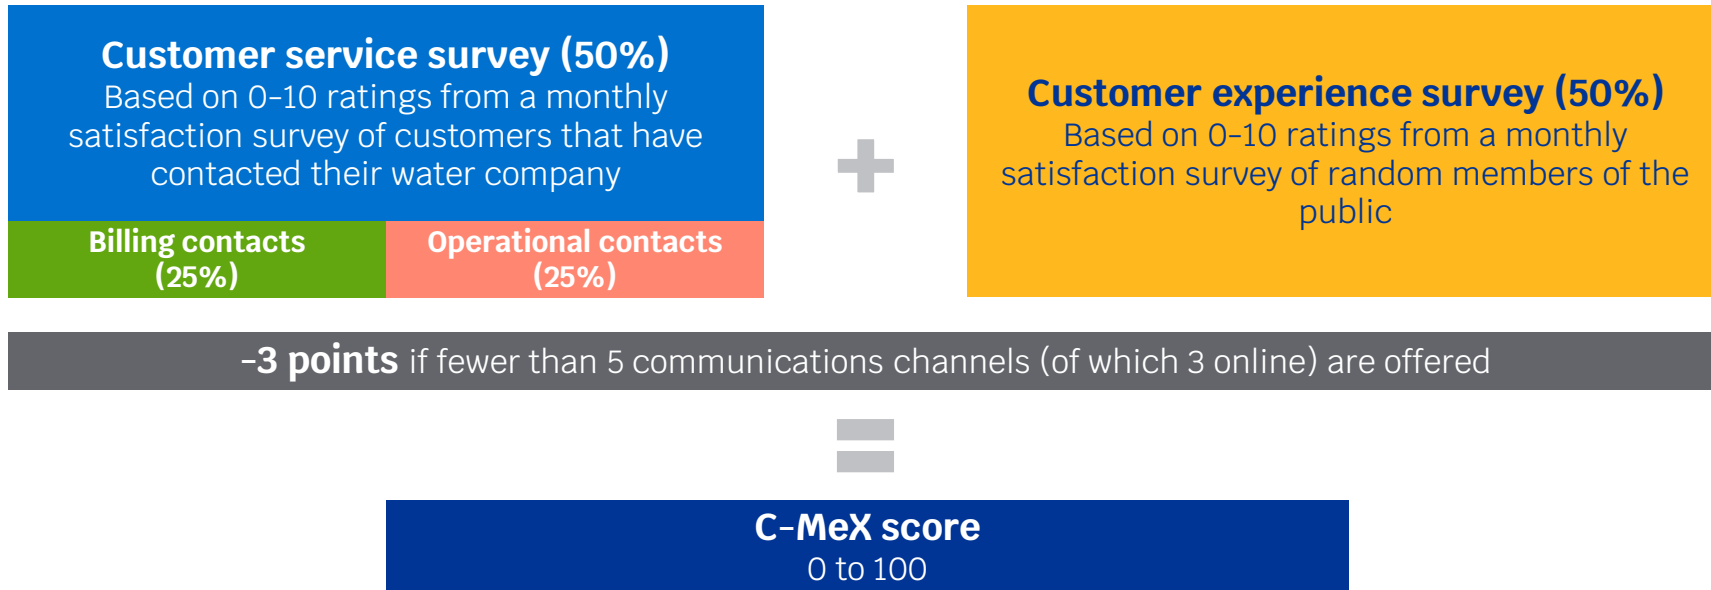 Customer service survey (50%)
Based on 0-10 ratings from a monthly
satisfaction survey of customers that have
contacted their water company
Billing contacts
(25%)
Operational contacts
(25%)
+
Customer experience survey (50%)
Based on 0-10 ratings from a monthly
satisfaction survey of random members of the
public
-3 points if fewer than 5 communications channels (of which 3 online) are offered
=
C-MeX score
0 to 100